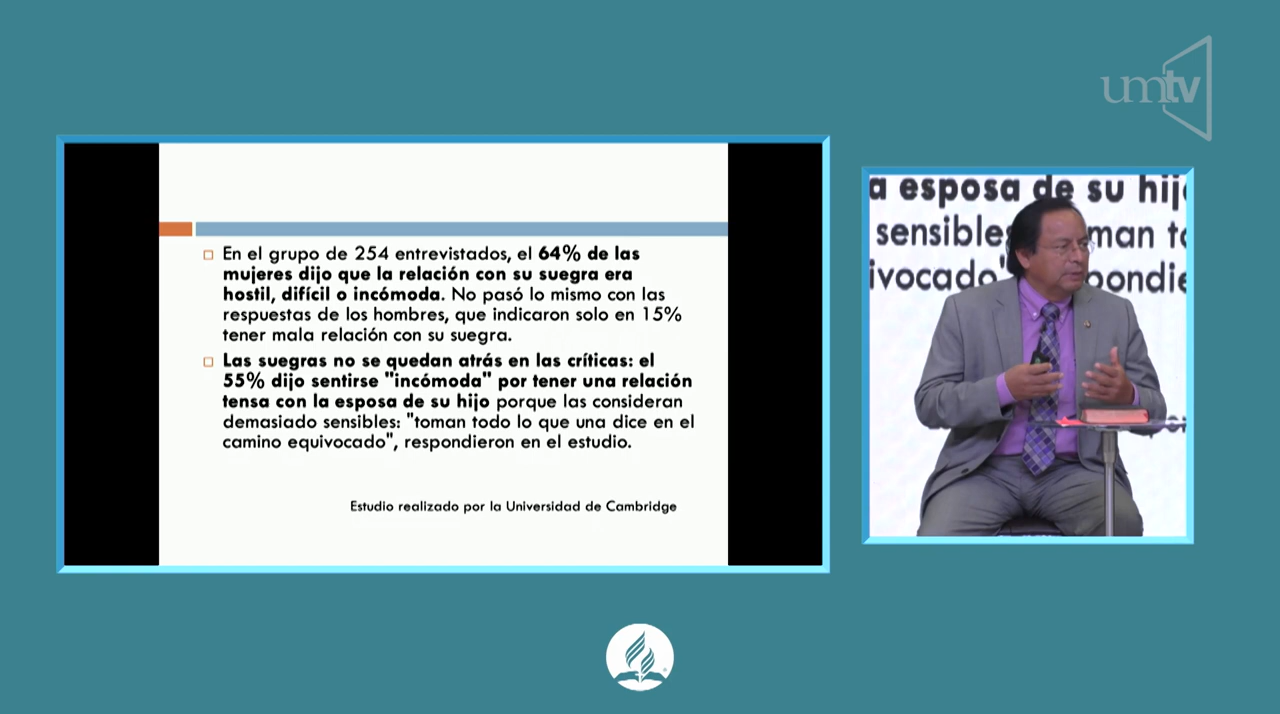 umtv
En el grupo de 254 entrevistados, el 64% de las
mujeres dijo que la relación con su suegra era
hostil, difícil o incómoda. No pasó lo mismo con las
respuestas de los hombres, que indicaron solo en 15%
tener mala relación con su suegra.
Las suegras no se quedan atrás en las críticas: el
55% dijo sentirse "incómoda" por tener una relación
tensa con la esposa de su hijo porque las consideran
demasiado sensibles: "toman todo lo que una dice en el
camino equivocado", respondieron en el estudio.
Estudio realizado por la Universidad de Cambridge
a esposa de su hij
sensibles man to
ivocado" pondie